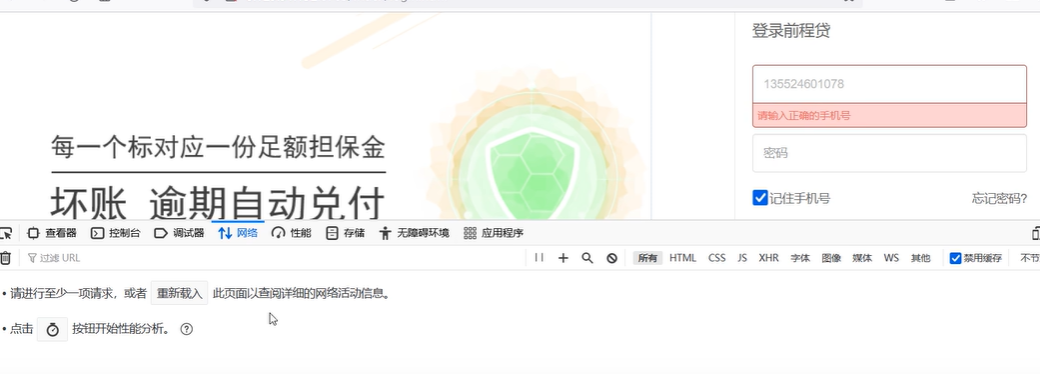 登录前程贷
135524601078
请输入正确的手机号
密码
记住手机号 忘记密码?
每一个标对应一份足额担保金
坏账 逾期自动兑付
查看器 控制台 调试器 网络 性能 存储 无障碍环境 应用程序
过滤 URL 所有 HTML CSS JS XHR 字体 图像 媒体 WS 其他 禁用缓存 不节
• 请进行至少一项请求，或者 重新载入 此页面以查阅详细的网络活动信息。
• 点击 按钮开始性能分析。 ?